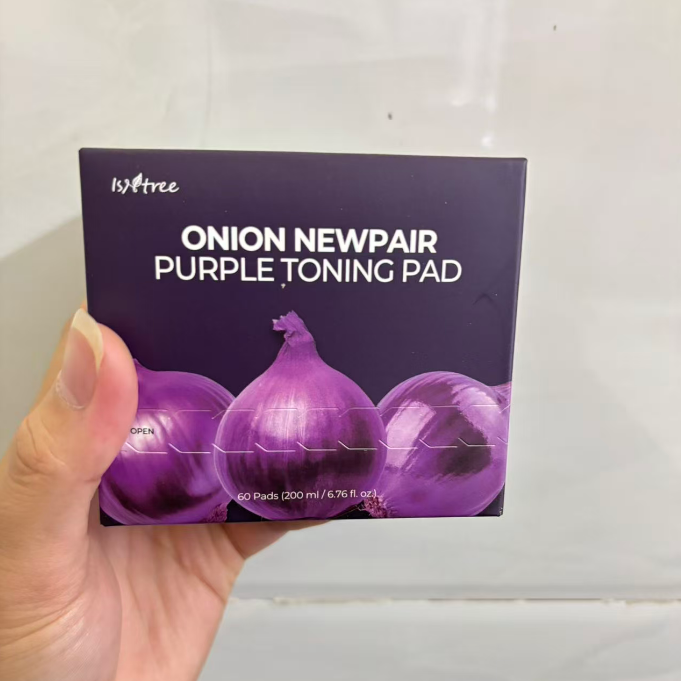 Isntree
ONION NEWPAIR
PURPLE TONING PAD
OPEN
60 Pads (200 ml / 6.76 fl. oz.)